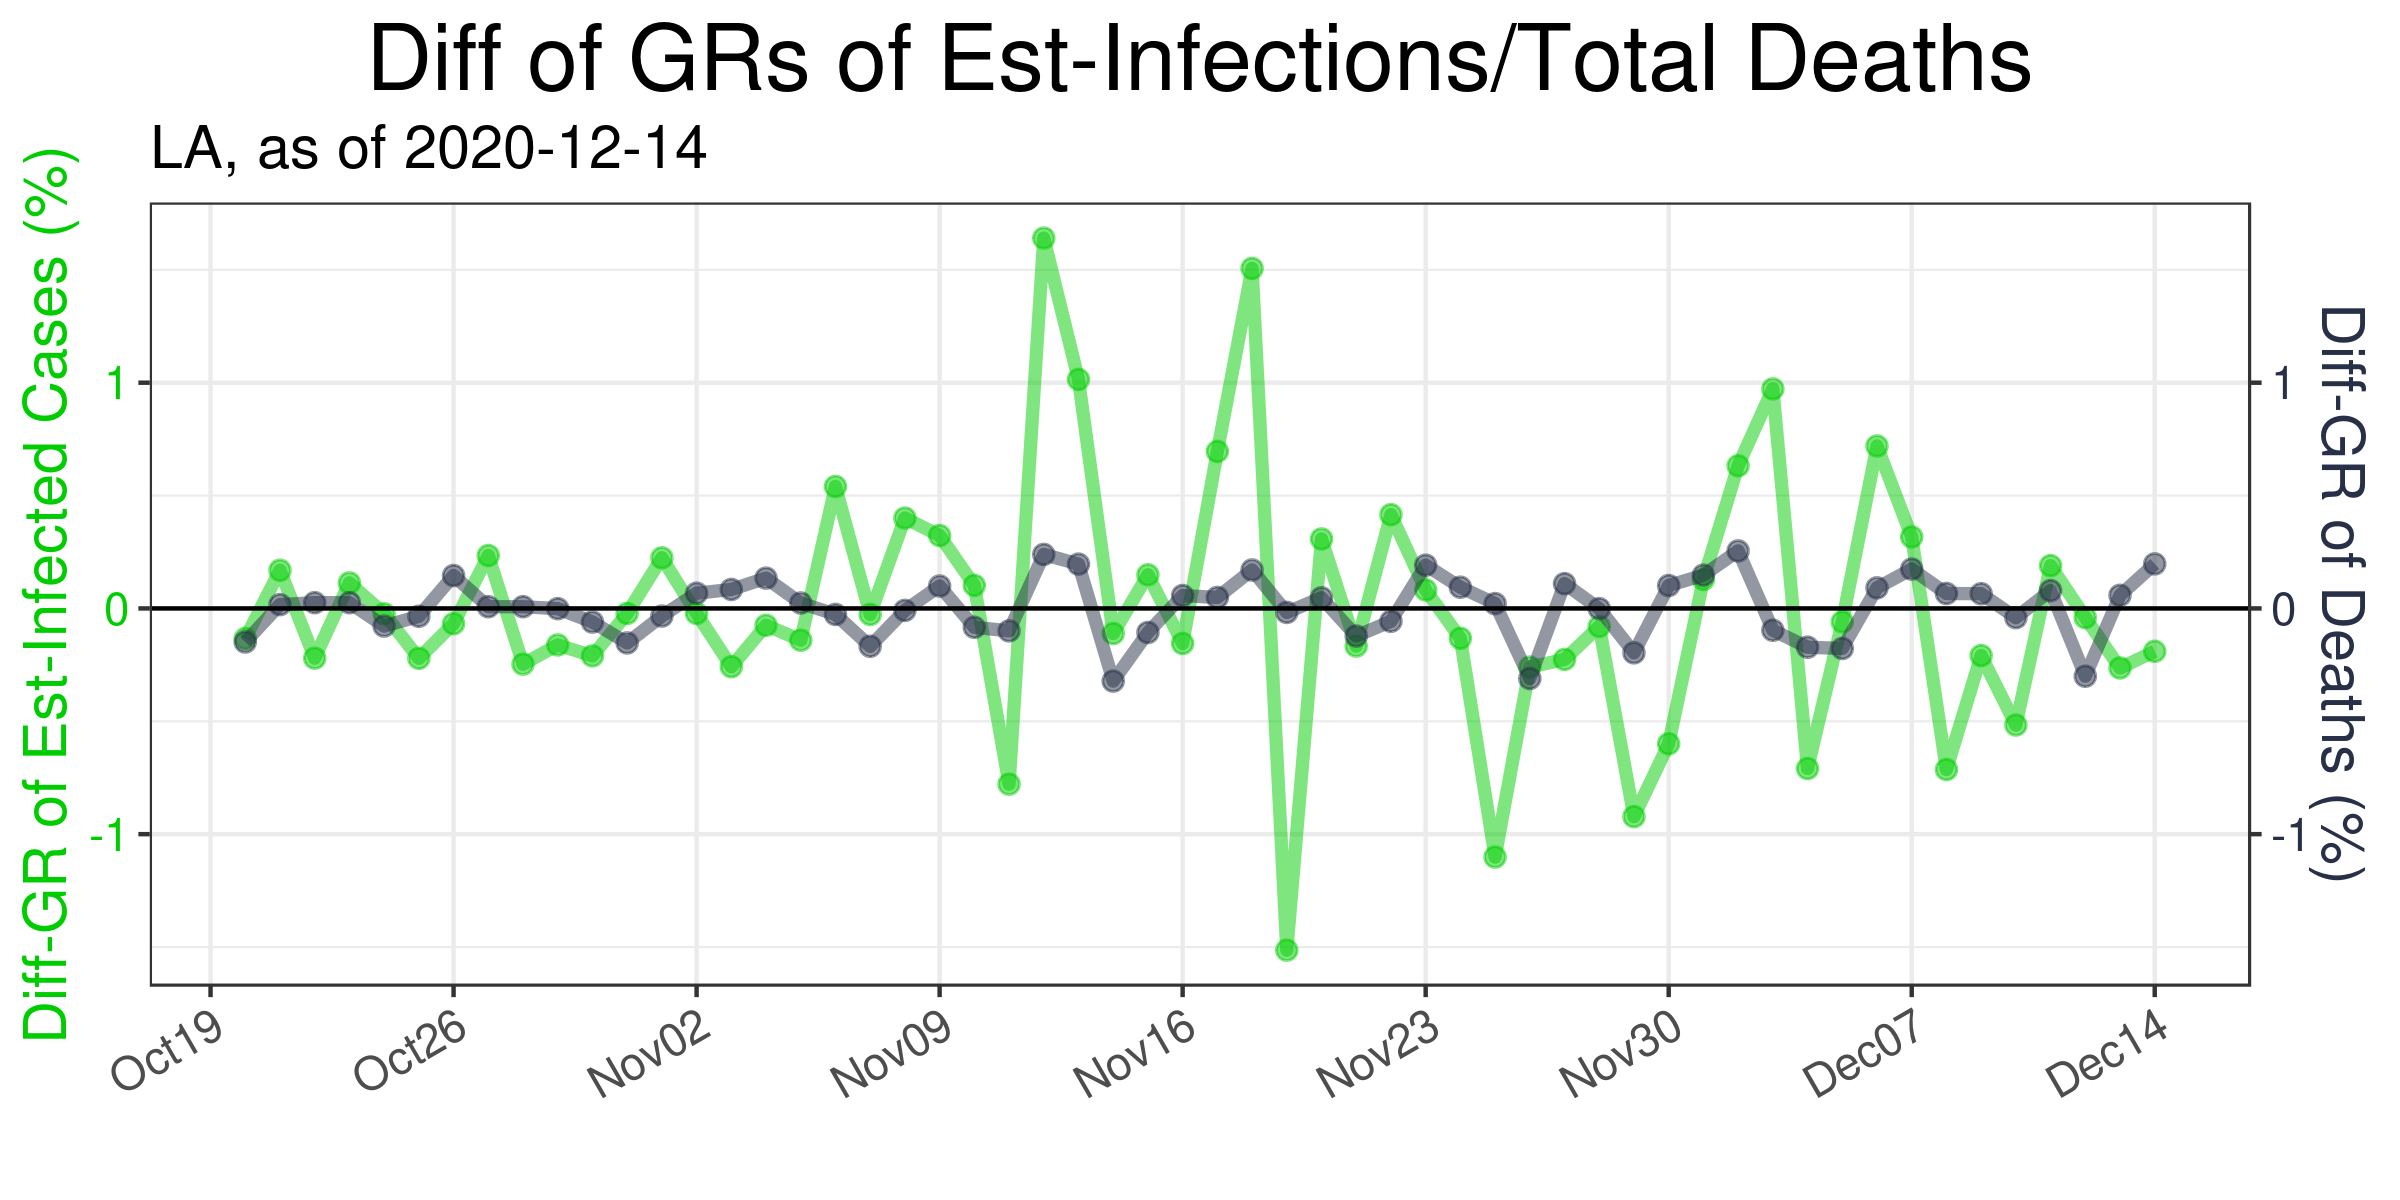 Diff of GRs of Est-Infections/Total Deaths
LA, as of 2020-12-14
Diff-GR of Est-Infected Cases (%)
1
0
-1
1
0
-1
Diff-GR of Deaths (%)
Oct19
Oct26
Nov02
Nov09
Nov16
Nov23
Nov30
Dec07
Dec14